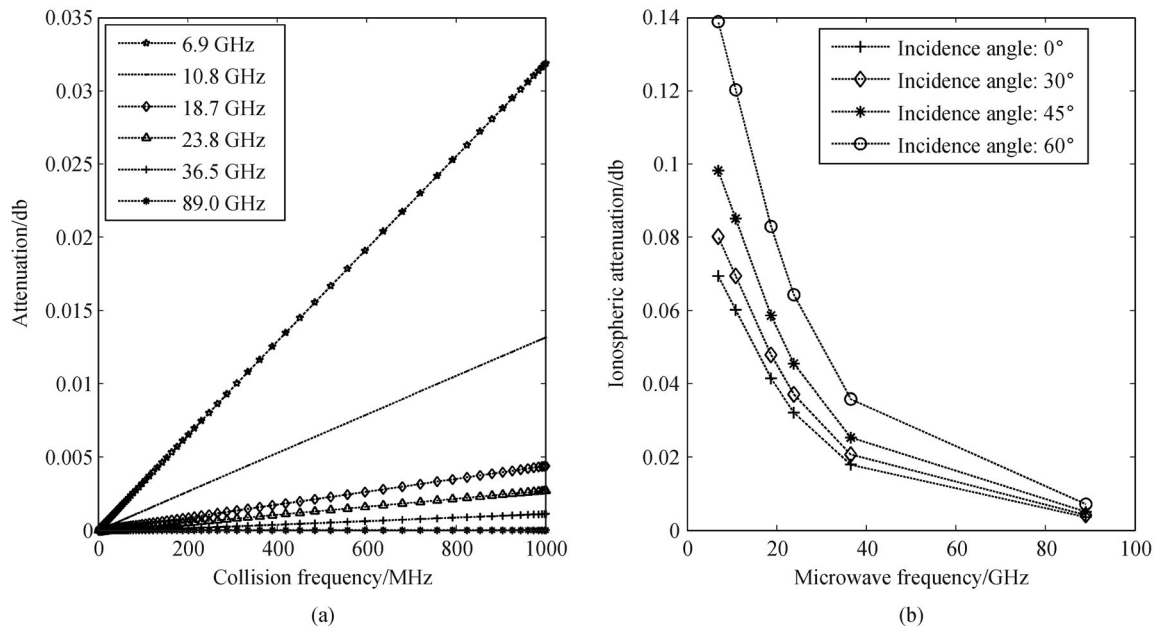 0.035
0.03
0.025
0.02
0.015
0.01
0.005
0
Attenuation/db
6.9 GHz
10.8 GHz
18.7 GHz
23.8 GHz
36.5 GHz
89.0 GHz
0 200 400 600 800 1000
Collision frequency/MHz
(a)
0.14
0.12
0.1
0.08
0.06
0.04
0.02
0
Ionospheric attenuation/db
Incidence angle: 0°
Incidence angle: 30°
Incidence angle: 45°
Incidence angle: 60°
0 20 40 60 80 100
Microwave frequency/GHz
(b)